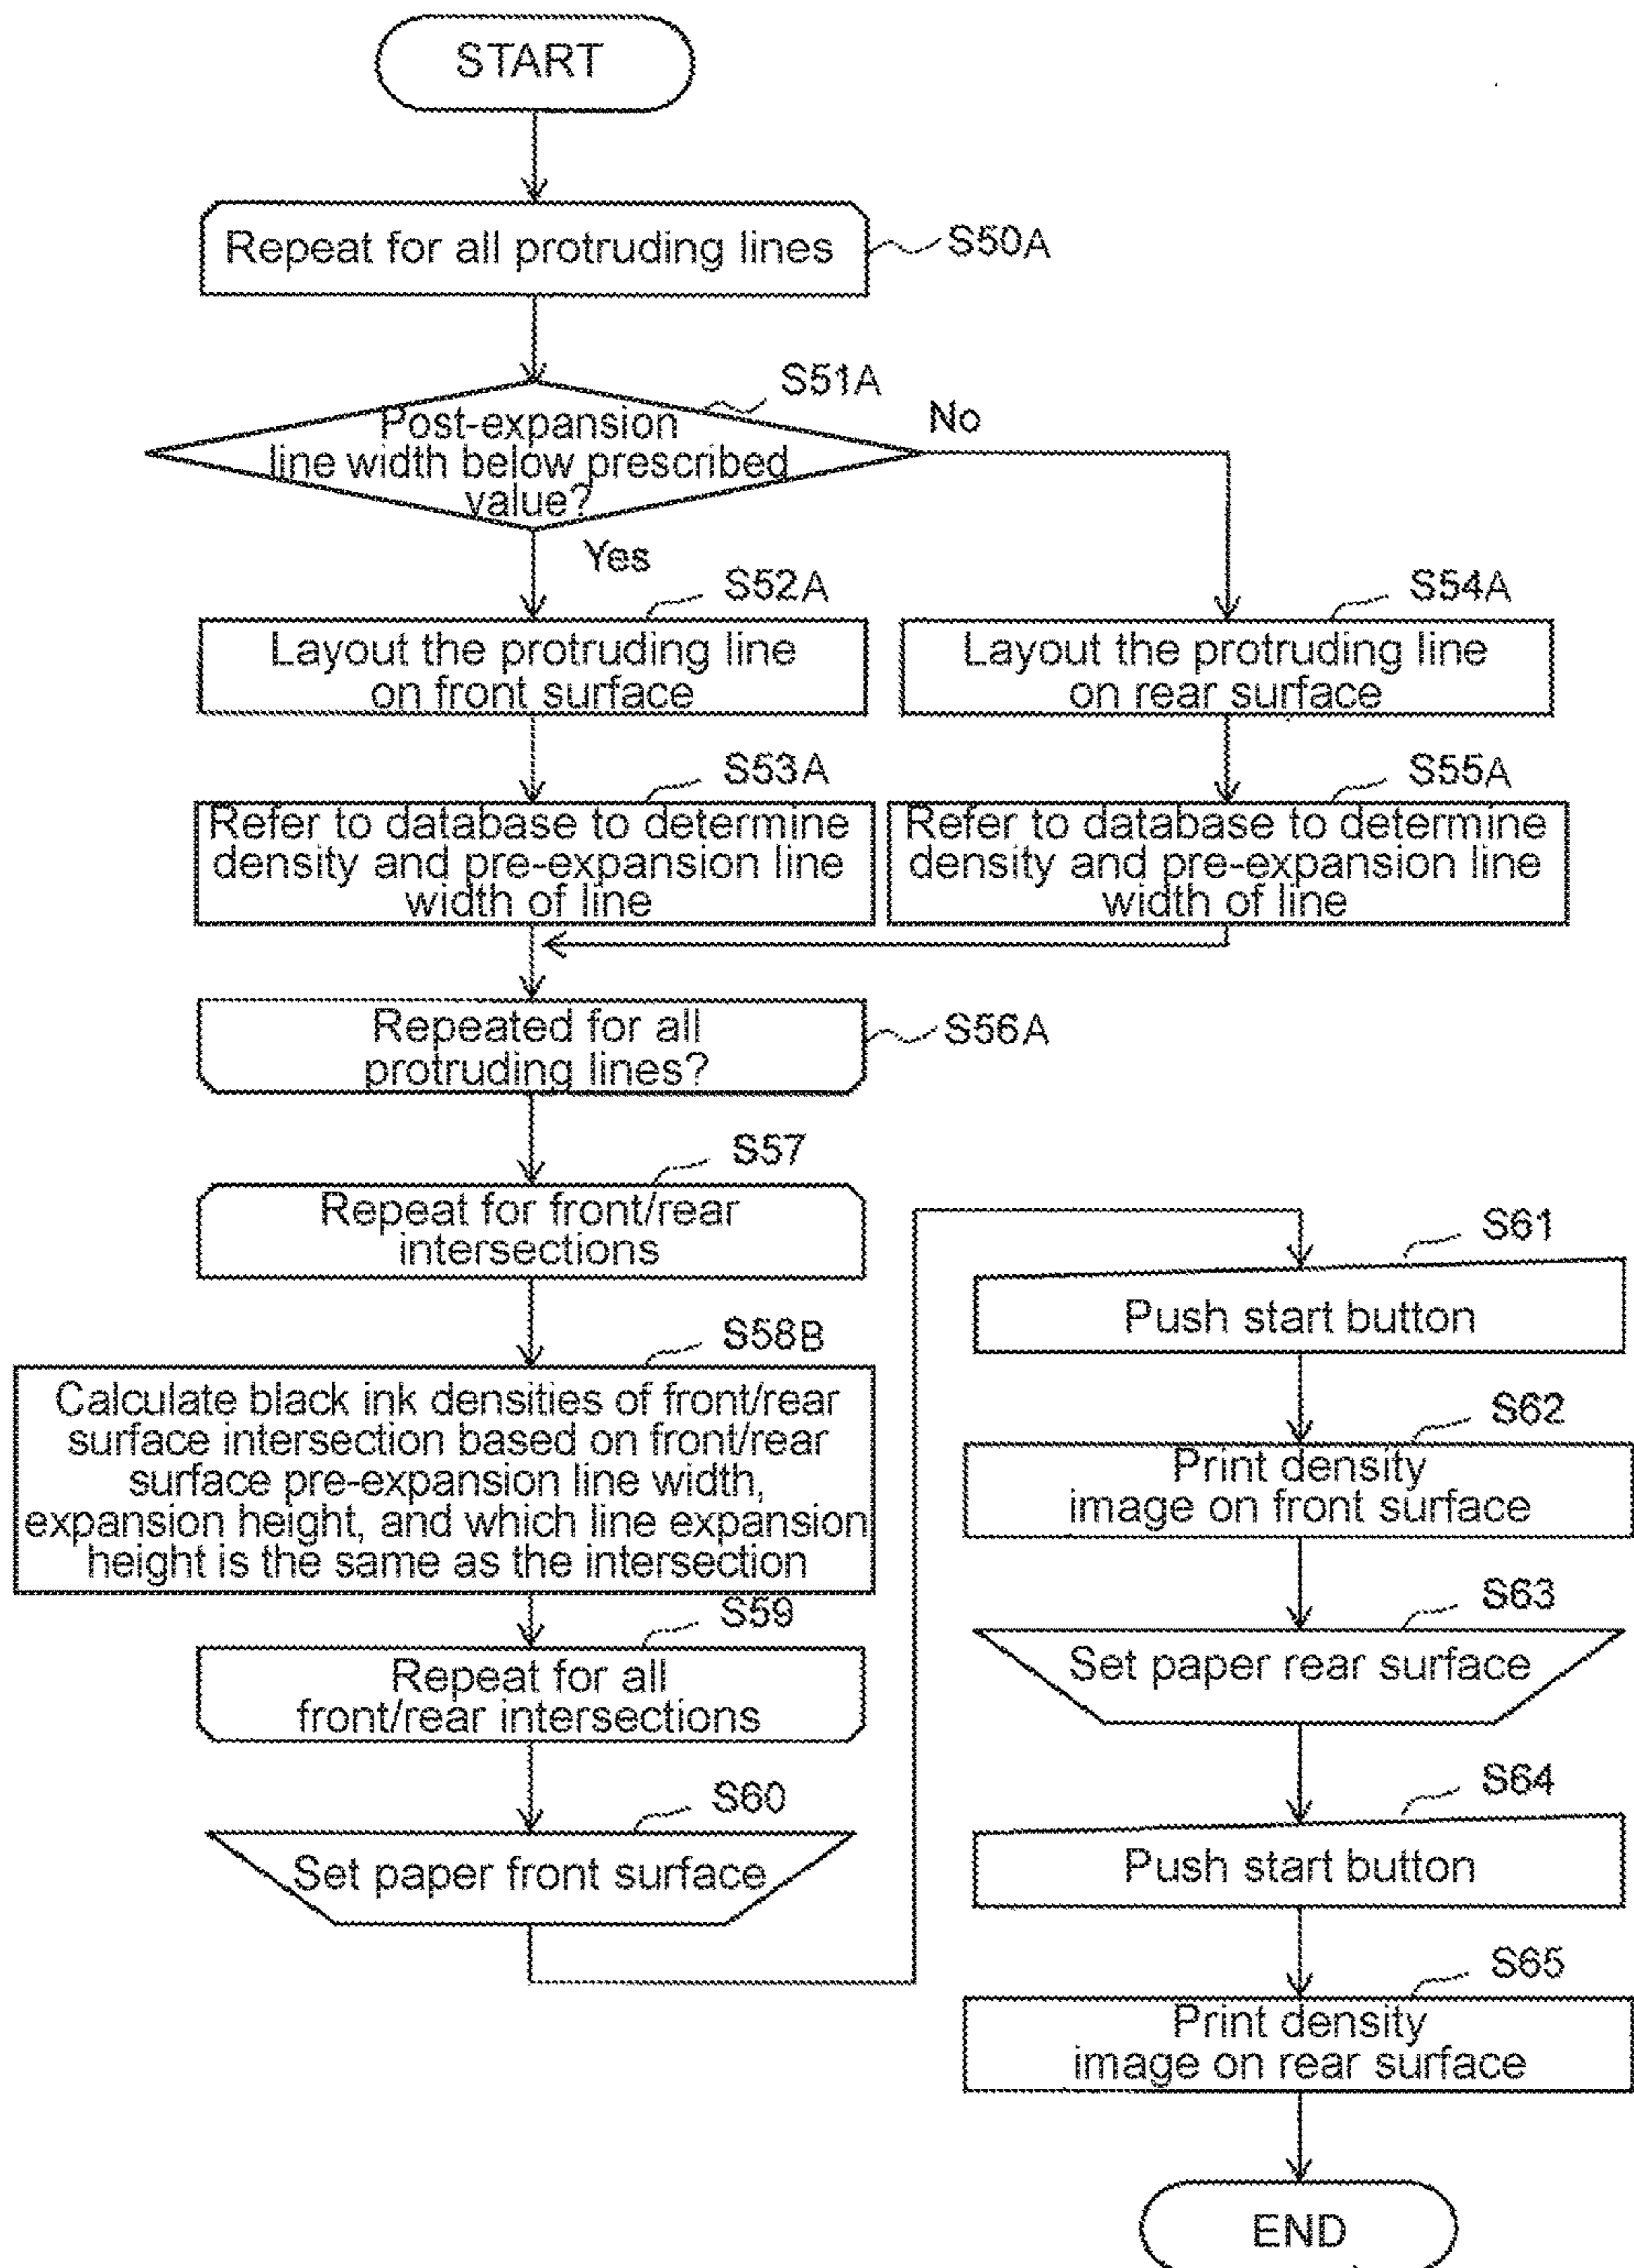 START
Repeat for all protruding lines
S50A
S51A
Post-expansion
line width below prescribed
value?
No
Yes
S52A
Layout the protruding line
on front surface
S54A
Layout the protruding line
on rear surface
S53A
Refer to database to determine
density and pre-expansion line
width of line
S55A
Refer to database to determine
density and pre-expansion line
width of line
Repeated for all
protruding lines?
S56A
S57
Repeat for front/rear
intersections
S58B
Calculate black ink densities of front/rear
surface intersection based on front/rear
surface pre-expansion line width,
expansion height, and which line expansion
height is the same as the intersection
S59
Repeat for all
front/rear intersections
S60
Set paper front surface
S61
Push start button
S62
Print density
image on front surface
S63
Set paper rear surface
S64
Push start button
S65
Print density
image on rear surface
END